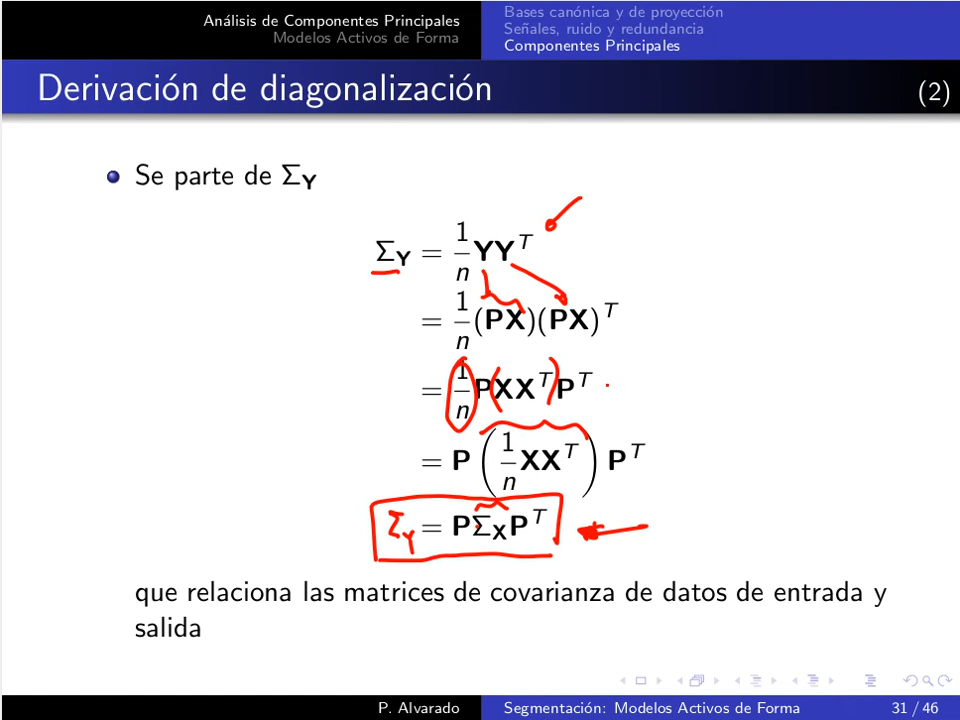 Análisis de Componentes Principales
Modelos Activos de Forma
Bases canónica y de proyección
Señales, ruido y redundancia
Componentes Principales
Derivación de diagonalización (2)
Se parte de Σ_Y
Σ_Y = 1/n YY^T
= 1/n (PX)(PX)^T
= 1/n P(XX^T)P^T
= P (1/n XX^T) P^T
Σ_Y = PΣ_XP^T
que relaciona las matrices de covarianza de datos de entrada y
salida
P. Alvarado Segmentación: Modelos Activos de Forma 31 / 46